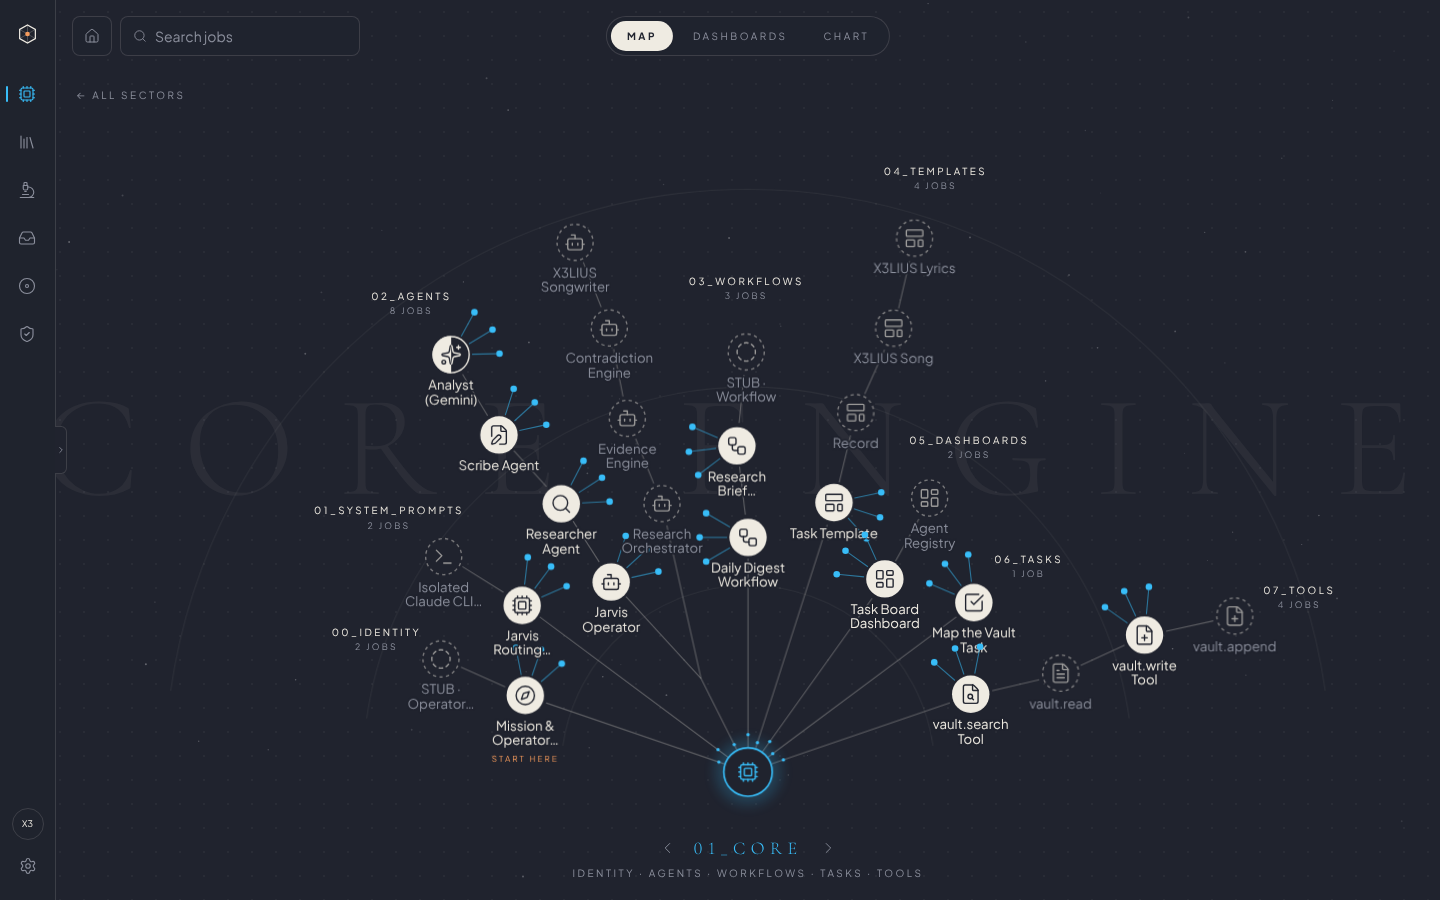 Search jobs
MAP
DASHBOARDS
CHART
← ALL SECTORS
CORE ENGINE
04_TEMPLATES
4 JOBS
X3LIUS
Songwriter
X3LIUS Lyrics
03_WORKFLOWS
3 JOBS
02_AGENTS
8 JOBS
Contradiction
Engine
X3LIUS Song
Analyst
(Gemini)
STUB ·
Workflow
Scribe Agent
Evidence
Engine
Record
05_DASHBOARDS
2 JOBS
Research
Brief...
01_SYSTEM_PROMPTS
2 JOBS
Researcher
Agent
Research
Orchestrator
Task Template
Agent
Registry
Daily Digest
Workflow
06_TASKS
1 JOB
Isolated
Claude CLI...
07_TOOLS
4 JOBS
Jarvis
Operator
Task Board
Dashboard
00_IDENTITY
2 JOBS
Jarvis
Routing...
Map the Vault
Task
vault.append
vault.write
Tool
STUB ·
Operator...
vault.read
Mission &
Operator...
START HERE
vault.search
Tool
X3
01_CORE
IDENTITY · AGENTS · WORKFLOWS · TASKS · TOOLS